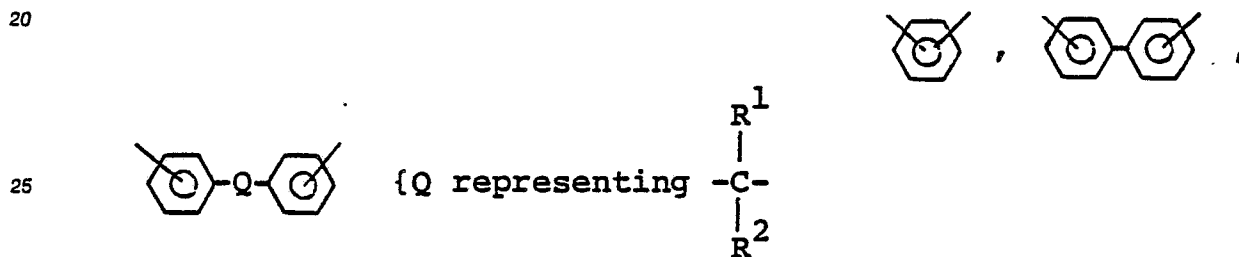 20
, ,
R1
-Q-
25 {Q representing -C-
R2